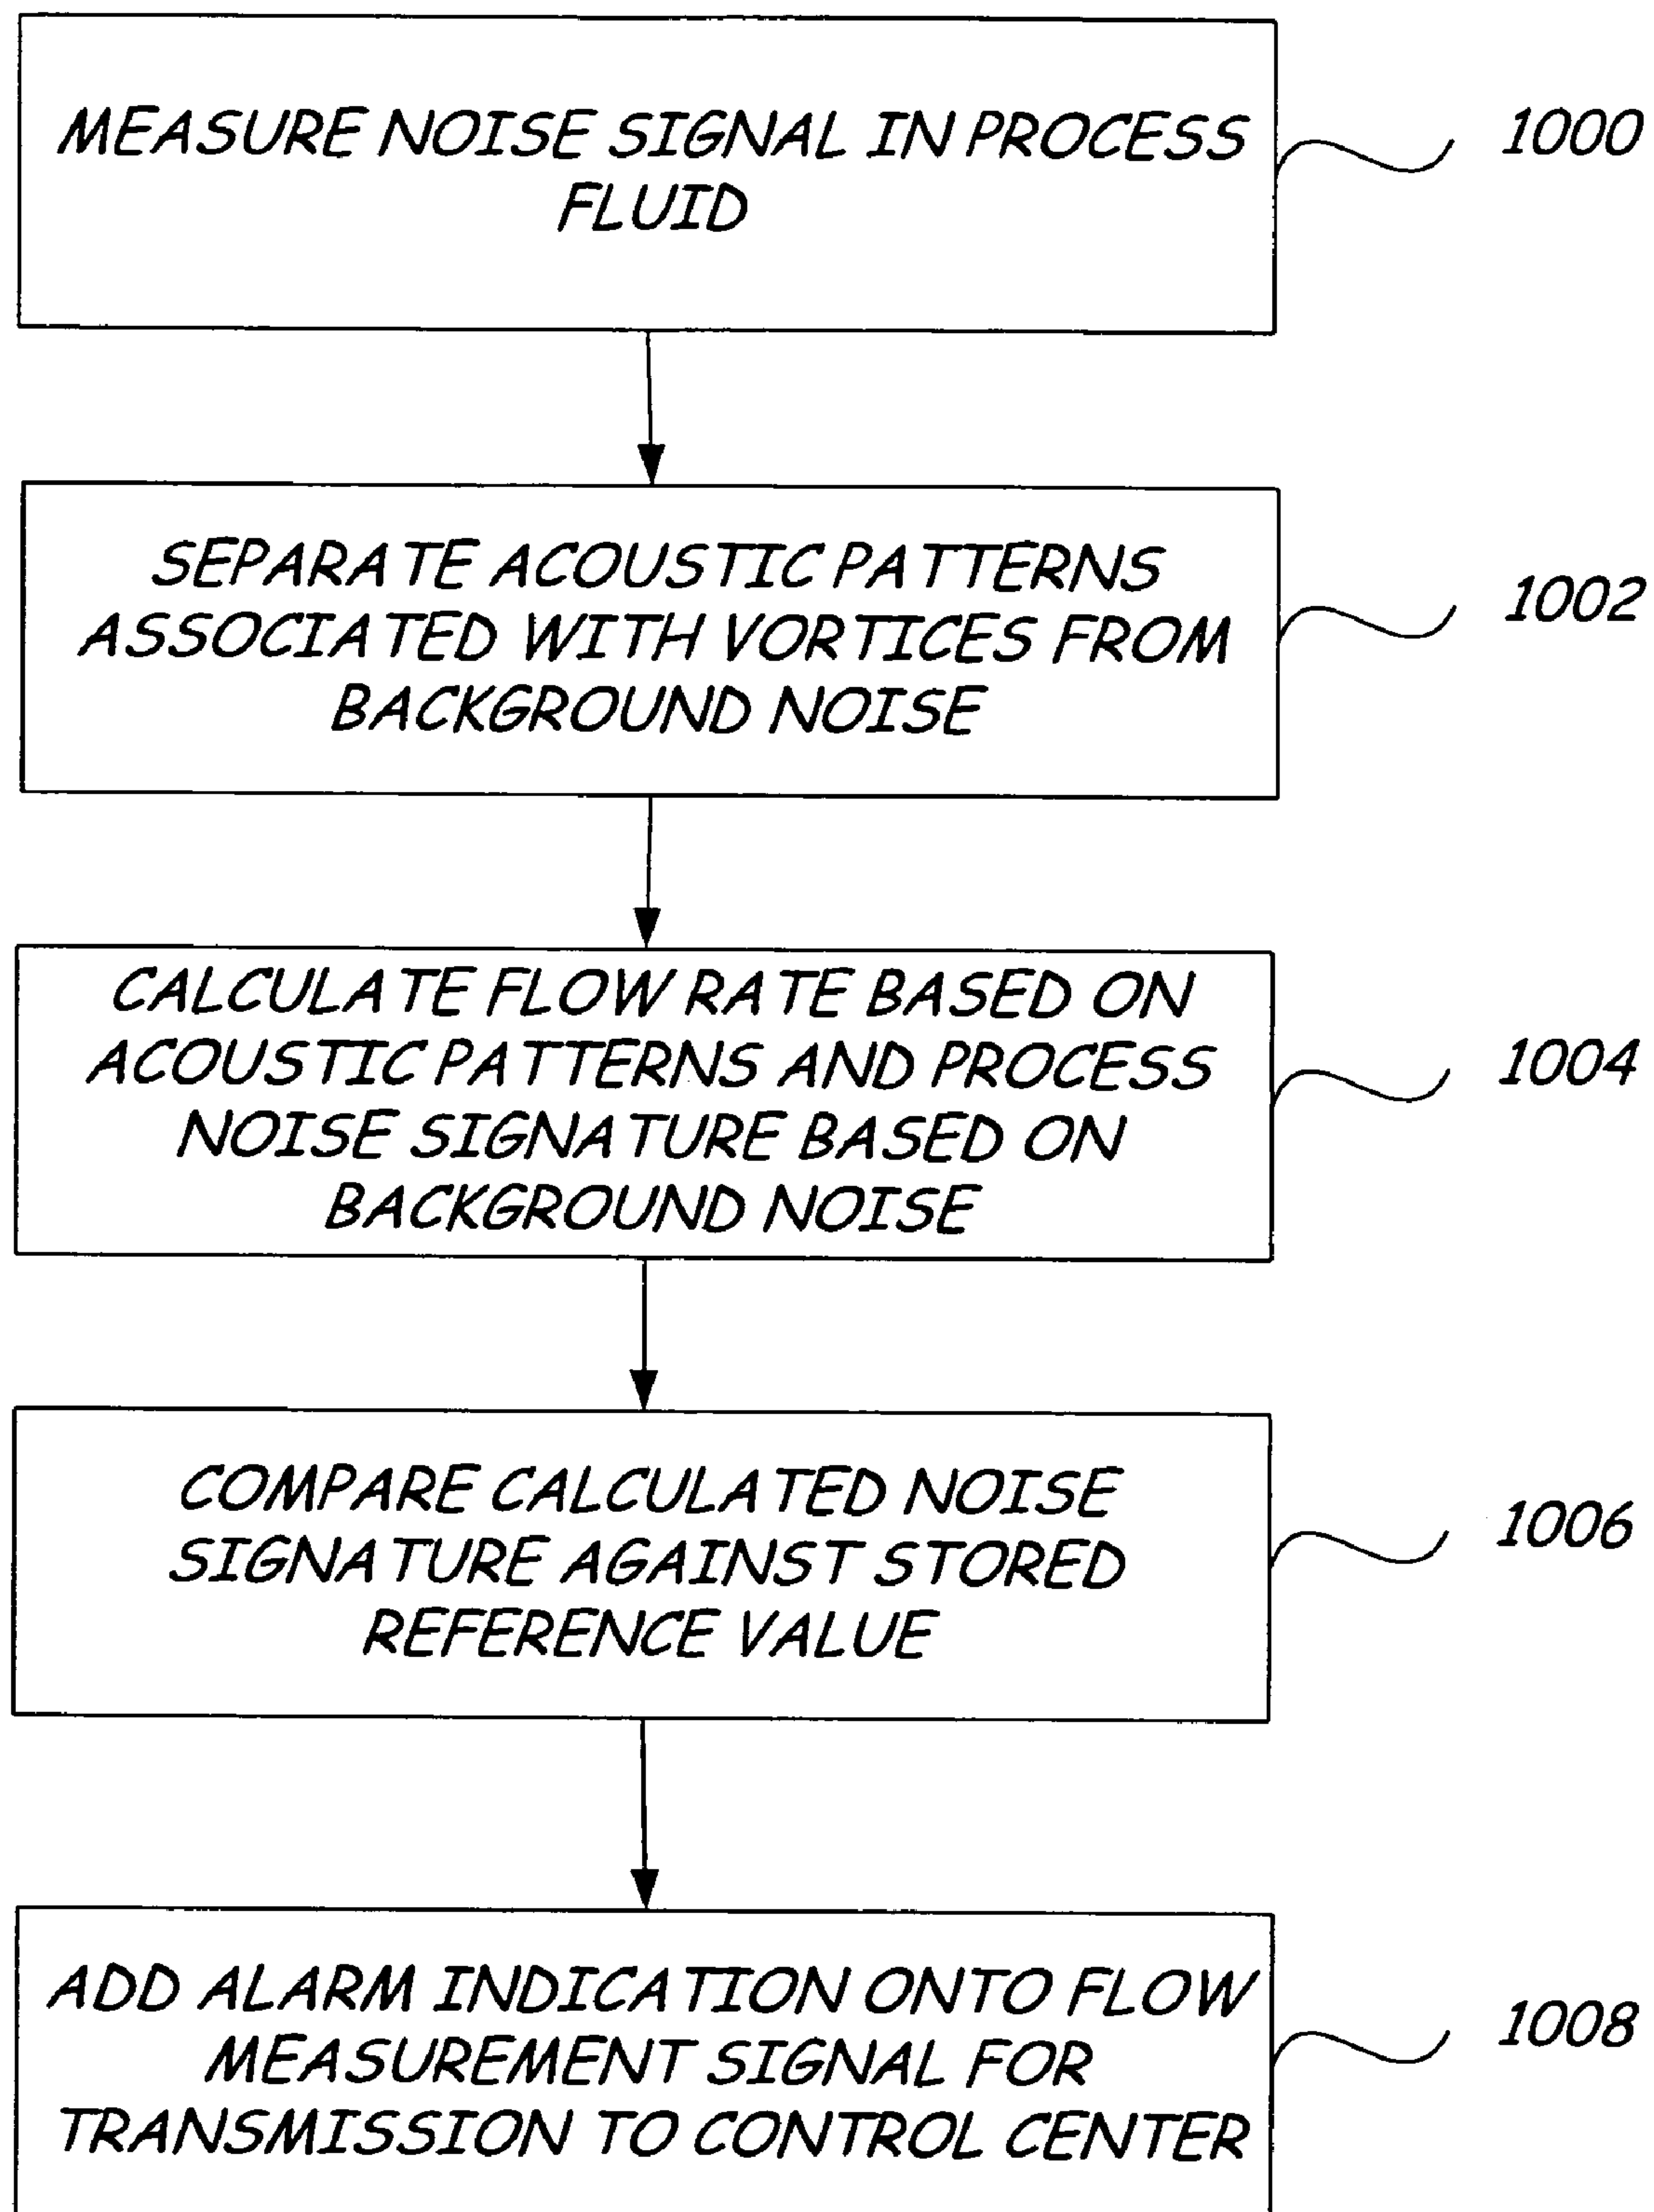 MEASURE NOISE SIGNAL IN PROCESS
FLUID
1000
SEPARATE ACOUSTIC PATTERNS
ASSOCIATED WITH VORTICES FROM
BACKGROUND NOISE
1002
CALCULATE FLOW RATE BASED ON
ACOUSTIC PATTERNS AND PROCESS
NOISE SIGNATURE BASED ON
BACKGROUND NOISE
1004
COMPARE CALCULATED NOISE
SIGNATURE AGAINST STORED
REFERENCE VALUE
1006
ADD ALARM INDICATION ONTO FLOW
MEASUREMENT SIGNAL FOR
TRANSMISSION TO CONTROL CENTER
1008